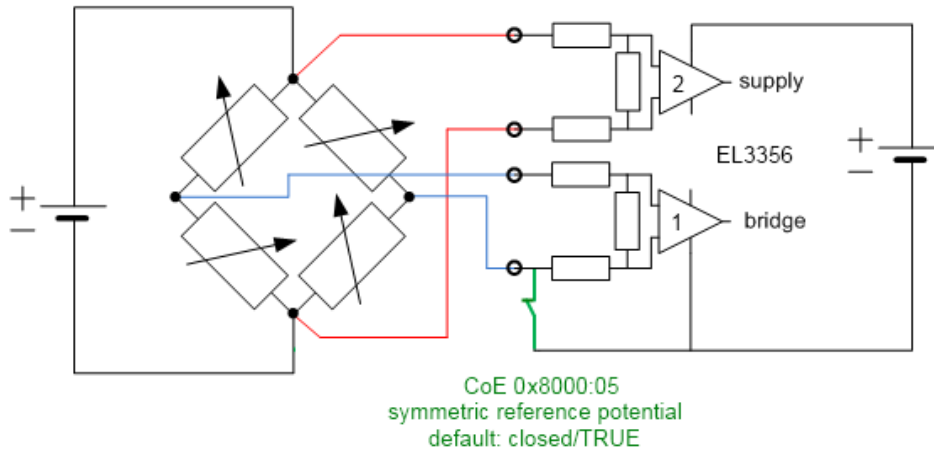 +
−
2
supply
EL3356
+
−
1
bridge
CoE 0x8000:05
symmetric reference potential
default: closed/TRUE